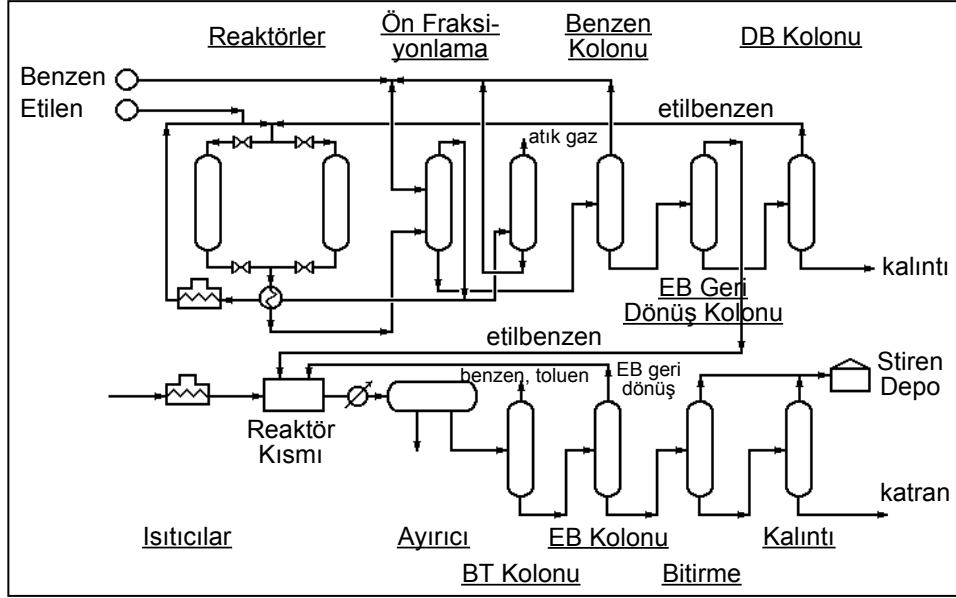 Reaktörler
Ön Fraksi-
yonlama
Benzen
Kolonu
DB Kolonu
Benzen
Etilen
etilbenzen
atık gaz
kalıntı
EB Geri
Dönüş Kolonu
etilbenzen
benzen, toluen
EB geri
dönüş
Stiren
Depo
Reaktör
Kısmı
katran
Isıtıcılar
Ayırıcı
EB Kolonu
Kalıntı
BT Kolonu
Bitirme